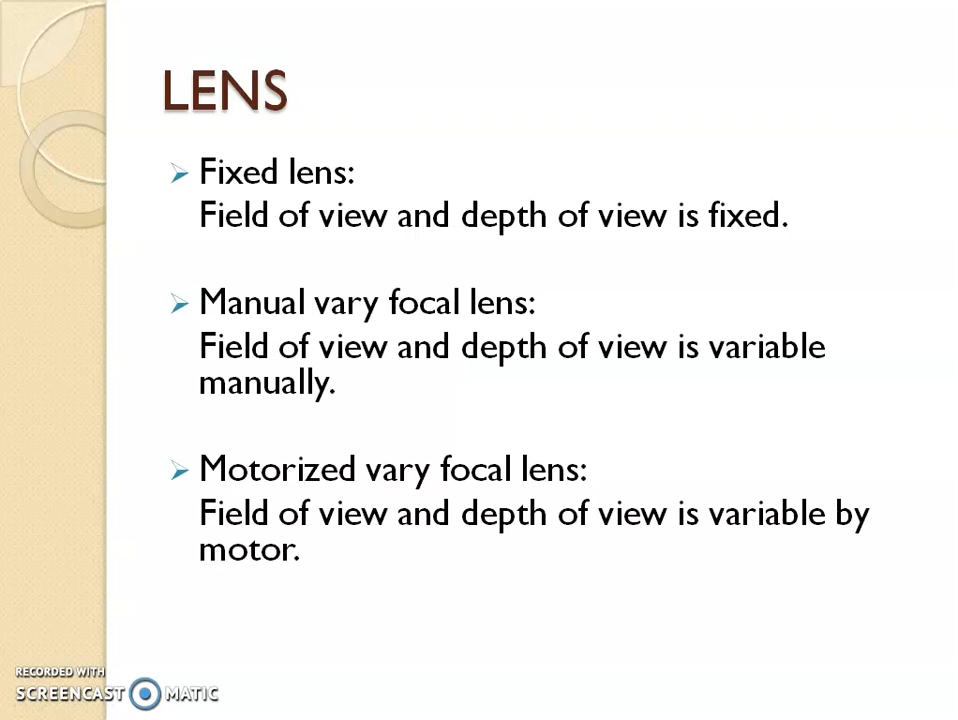 LENS
➢ Fixed lens:
Field of view and depth of view is fixed.
➢ Manual vary focal lens:
Field of view and depth of view is variable
manually.
➢ Motorized vary focal lens:
Field of view and depth of view is variable by
motor.
RECORDED WITH
SCREENCAST MATIC